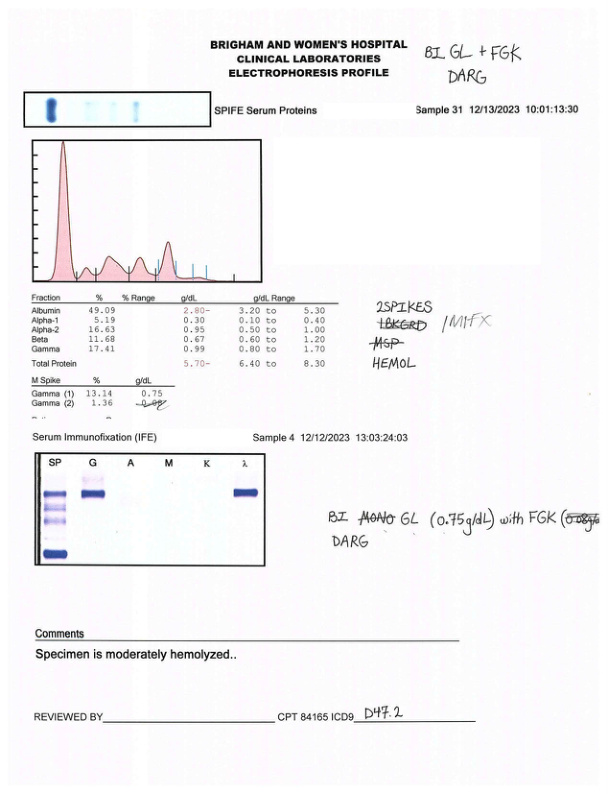 BRIGHAM AND WOMEN'S HOSPITAL
CLINICAL LABORATORIES
ELECTROPHORESIS PROFILE
BI GL + FGK
DARG
SPIFE Serum Proteins Sample 31 12/13/2023 10:01:13:30
Fraction % % Range g/dL g/dL Range
Albumin 49.09 2.80- 3.20 to 5.30
Alpha-1 5.19 0.30 0.10 to 0.40
Alpha-2 16.63 0.95 0.50 to 1.00
Beta 11.68 0.67 0.60 to 1.20
Gamma 17.41 0.99 0.80 to 1.70
Total Protein 5.70- 6.40 to 8.30
2SPIKES
1BKGRD /MIFX
MSP
HEMOL
M Spike % g/dL
Gamma (1) 13.14 0.75
Gamma (2) 1.36 0.08
Serum Immunofixation (IFE) Sample 4 12/12/2023 13:03:24:03
SP G A M K λ
BI MONO GL (0.75g/dL) with FGK (0.08g/
DARG
Comments
Specimen is moderately hemolyzed..
REVIEWED BY CPT 84165 ICD9 D47.2